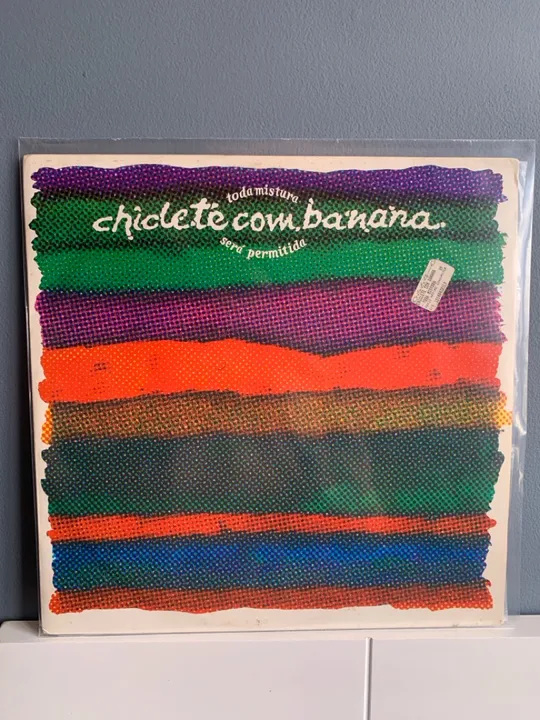 toda mistura
chiclete com banana.
será permitida